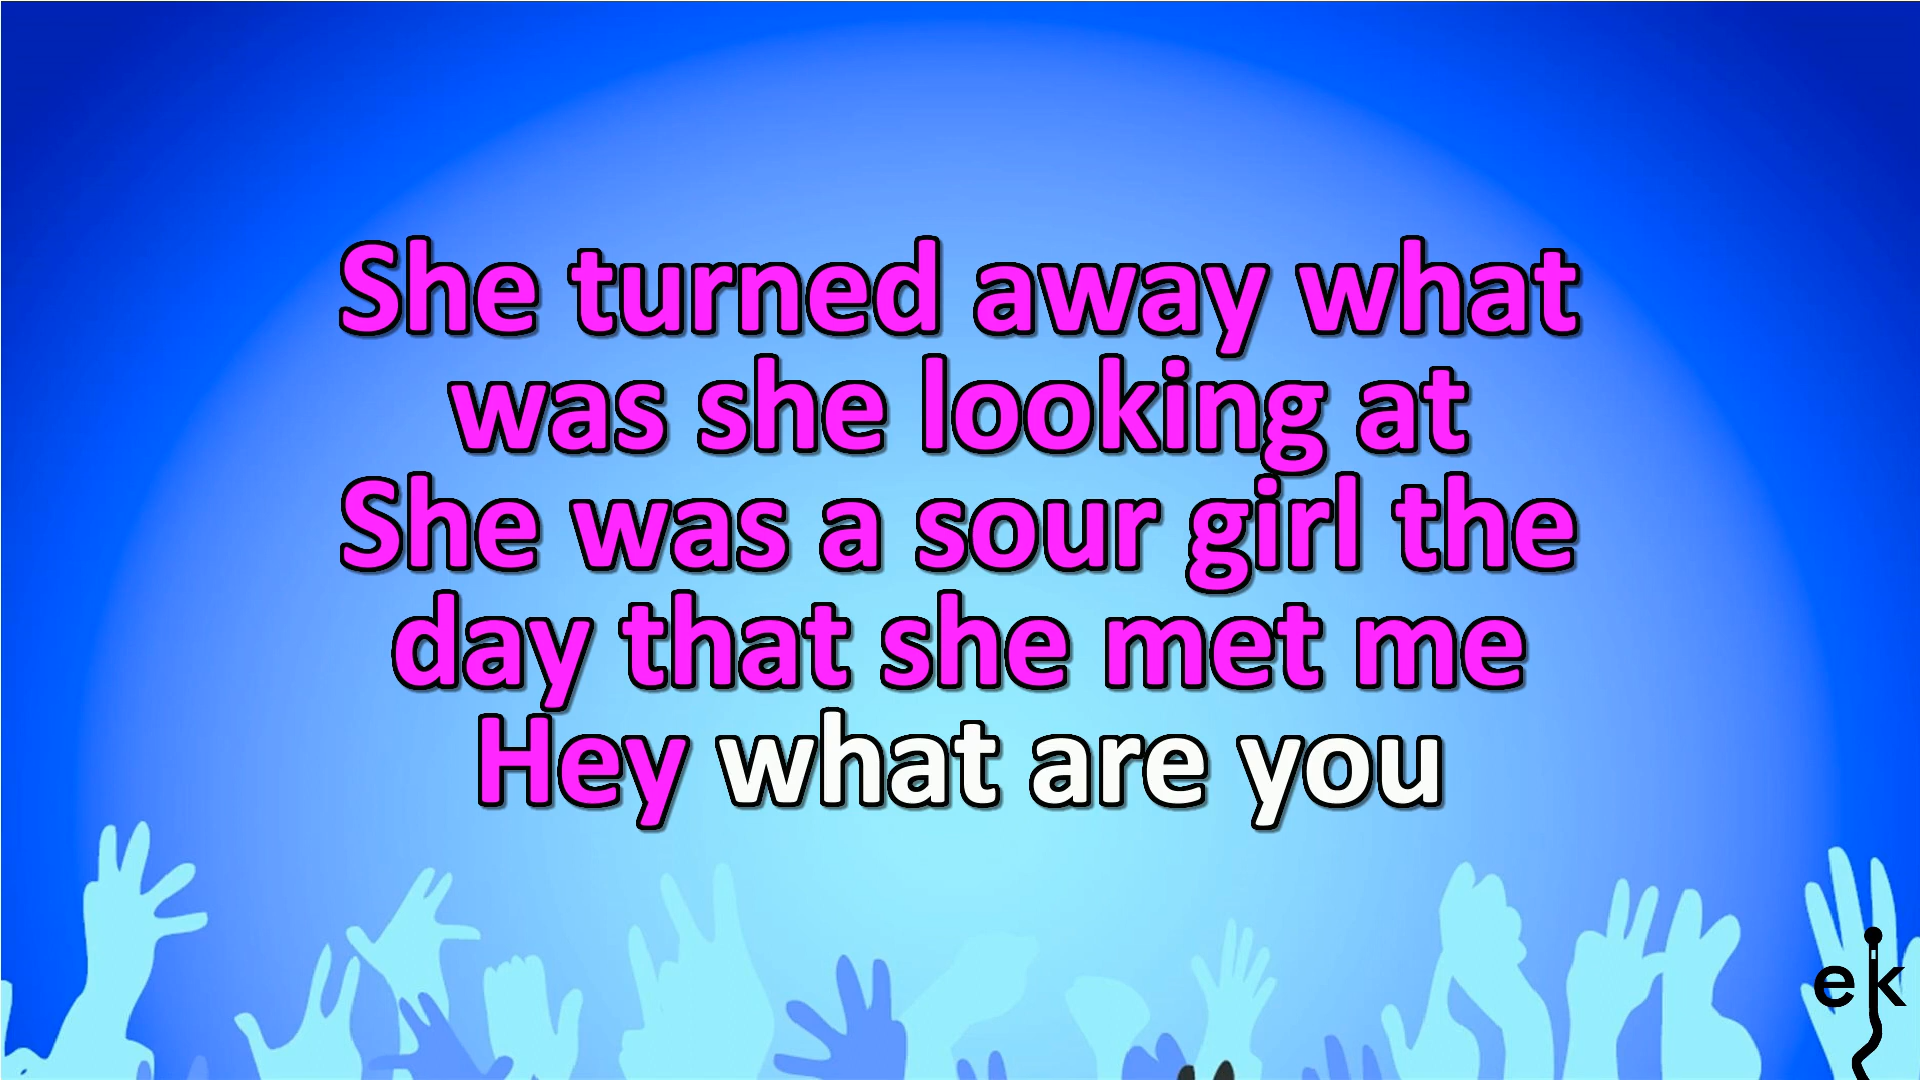 She turned away what
was she looking at
She was a sour girl the
day that she met me
Hey what are you
ek